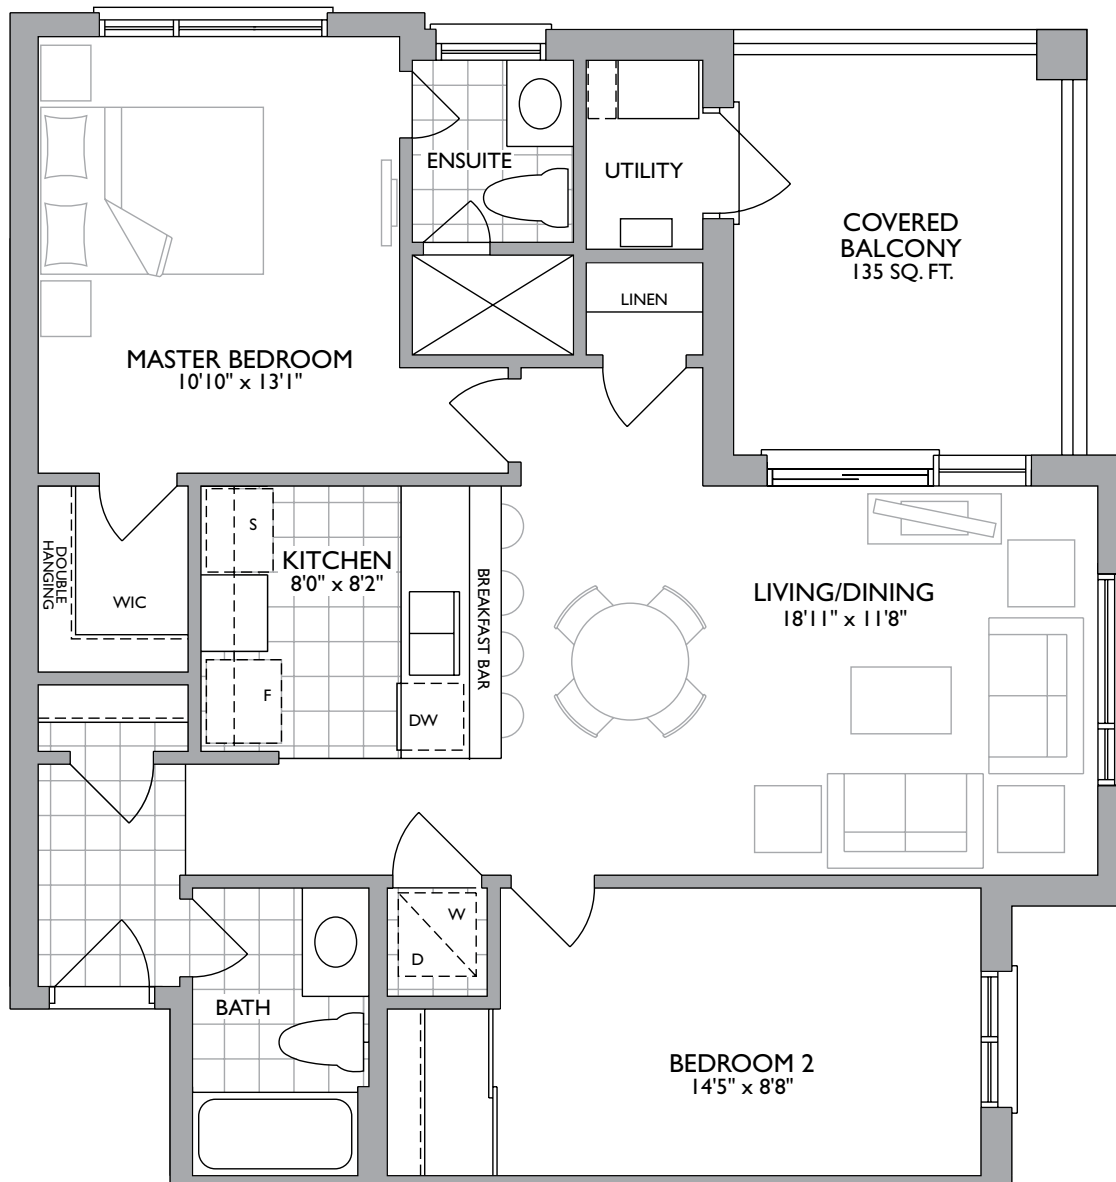 ENSUITE
UTILITY
COVERED
BALCONY
135 SQ. FT.
LINEN
MASTER BEDROOM
10'10" x 13'1"
S
KITCHEN
8'0" x 8'2"
DOUBLE
HANGING
WIC
BREAKFAST BAR
LIVING/DINING
18'11" x 11'8"
F
DW
W
D
BATH
BEDROOM 2
14'5" x 8'8"